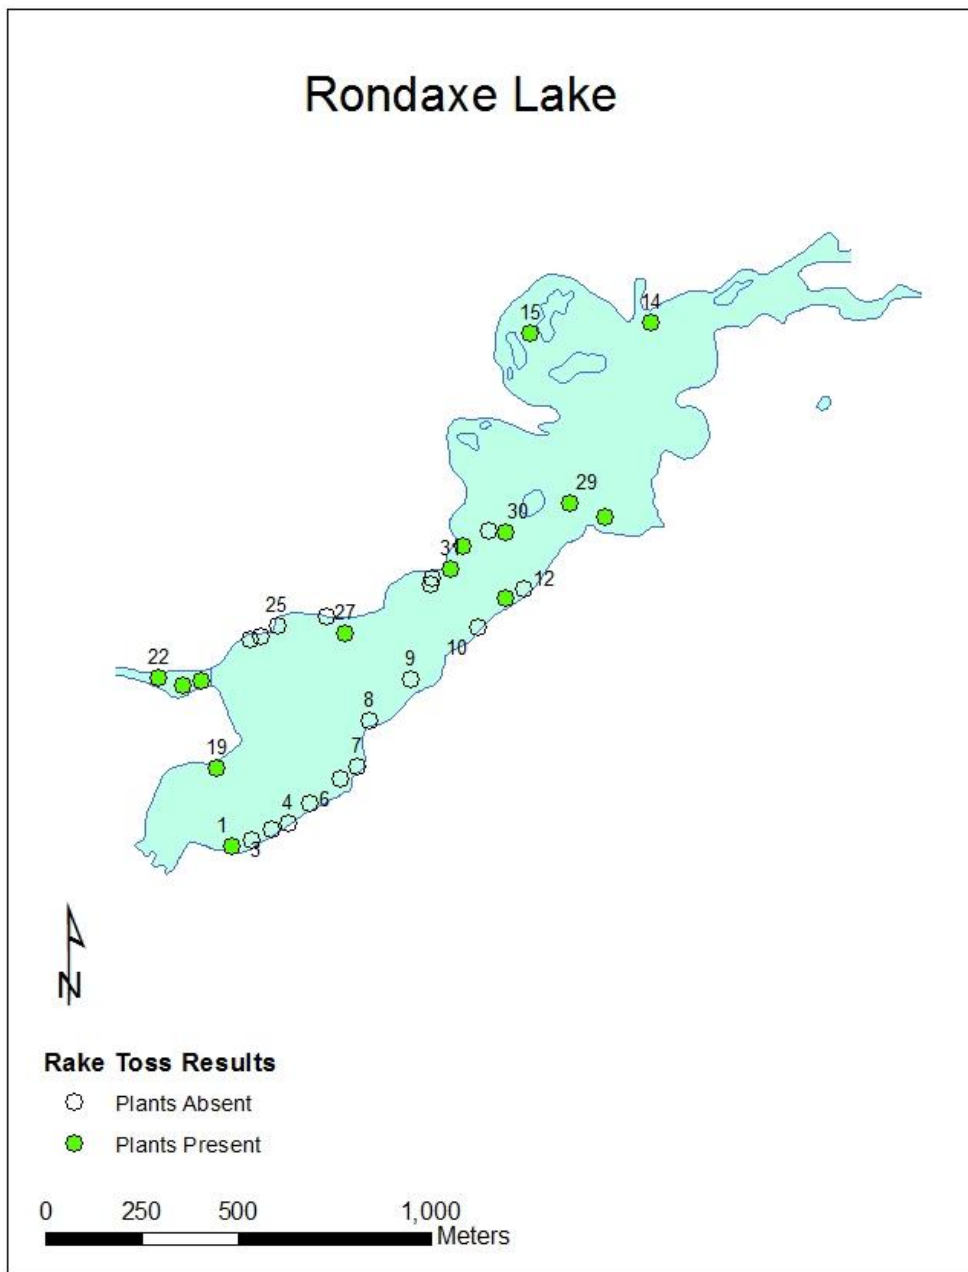 Rondaxe Lake
15
14
29
30
31
12
25
27
10
22
9
8
19
7
4
6
1
3
N
Rake Toss Results
Plants Absent
Plants Present
0 250 500 1,000
Meters